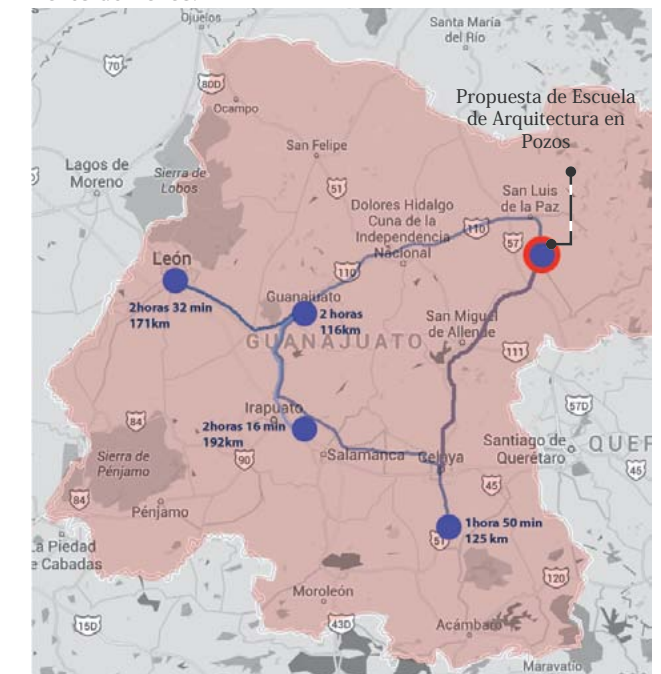 Ojuelos
Santa María
del Río
70
80D
Ocampo
Propuesta de Escuela
de Arquitectura en
Pozos
San Felipe
Lagos de
Moreno
Sierra de
Lobos
51
San Luis
de la Paz
Dolores Hidalgo
Cuna de la
Independencia
Nacional
110
57
León
110
2horas 32 min
171km
Guanajuato
2 horas
116km
San Miguel
de Allende
GUANAJUATO
111
Irapuato
84
2horas 16 min
192km
57D
Santiago de
Querétaro
QUER
Sierra de
Pénjamo
90
Salamanca
Celaya
45
45
84
Pénjamo
1hora 50 min
125 km
51
La Piedad
e Cabadas
120
Moroleón
15D
43D
Acámbaro
Maravatío